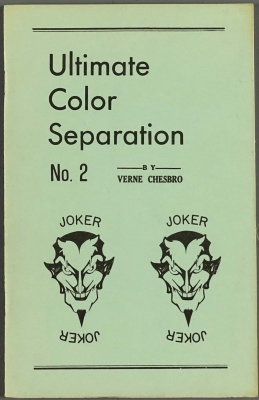 Ultimate
Color
Separation
No. 2
BY
VERNE CHESBRO
JOKER
JOKER
JOKER
JOKER